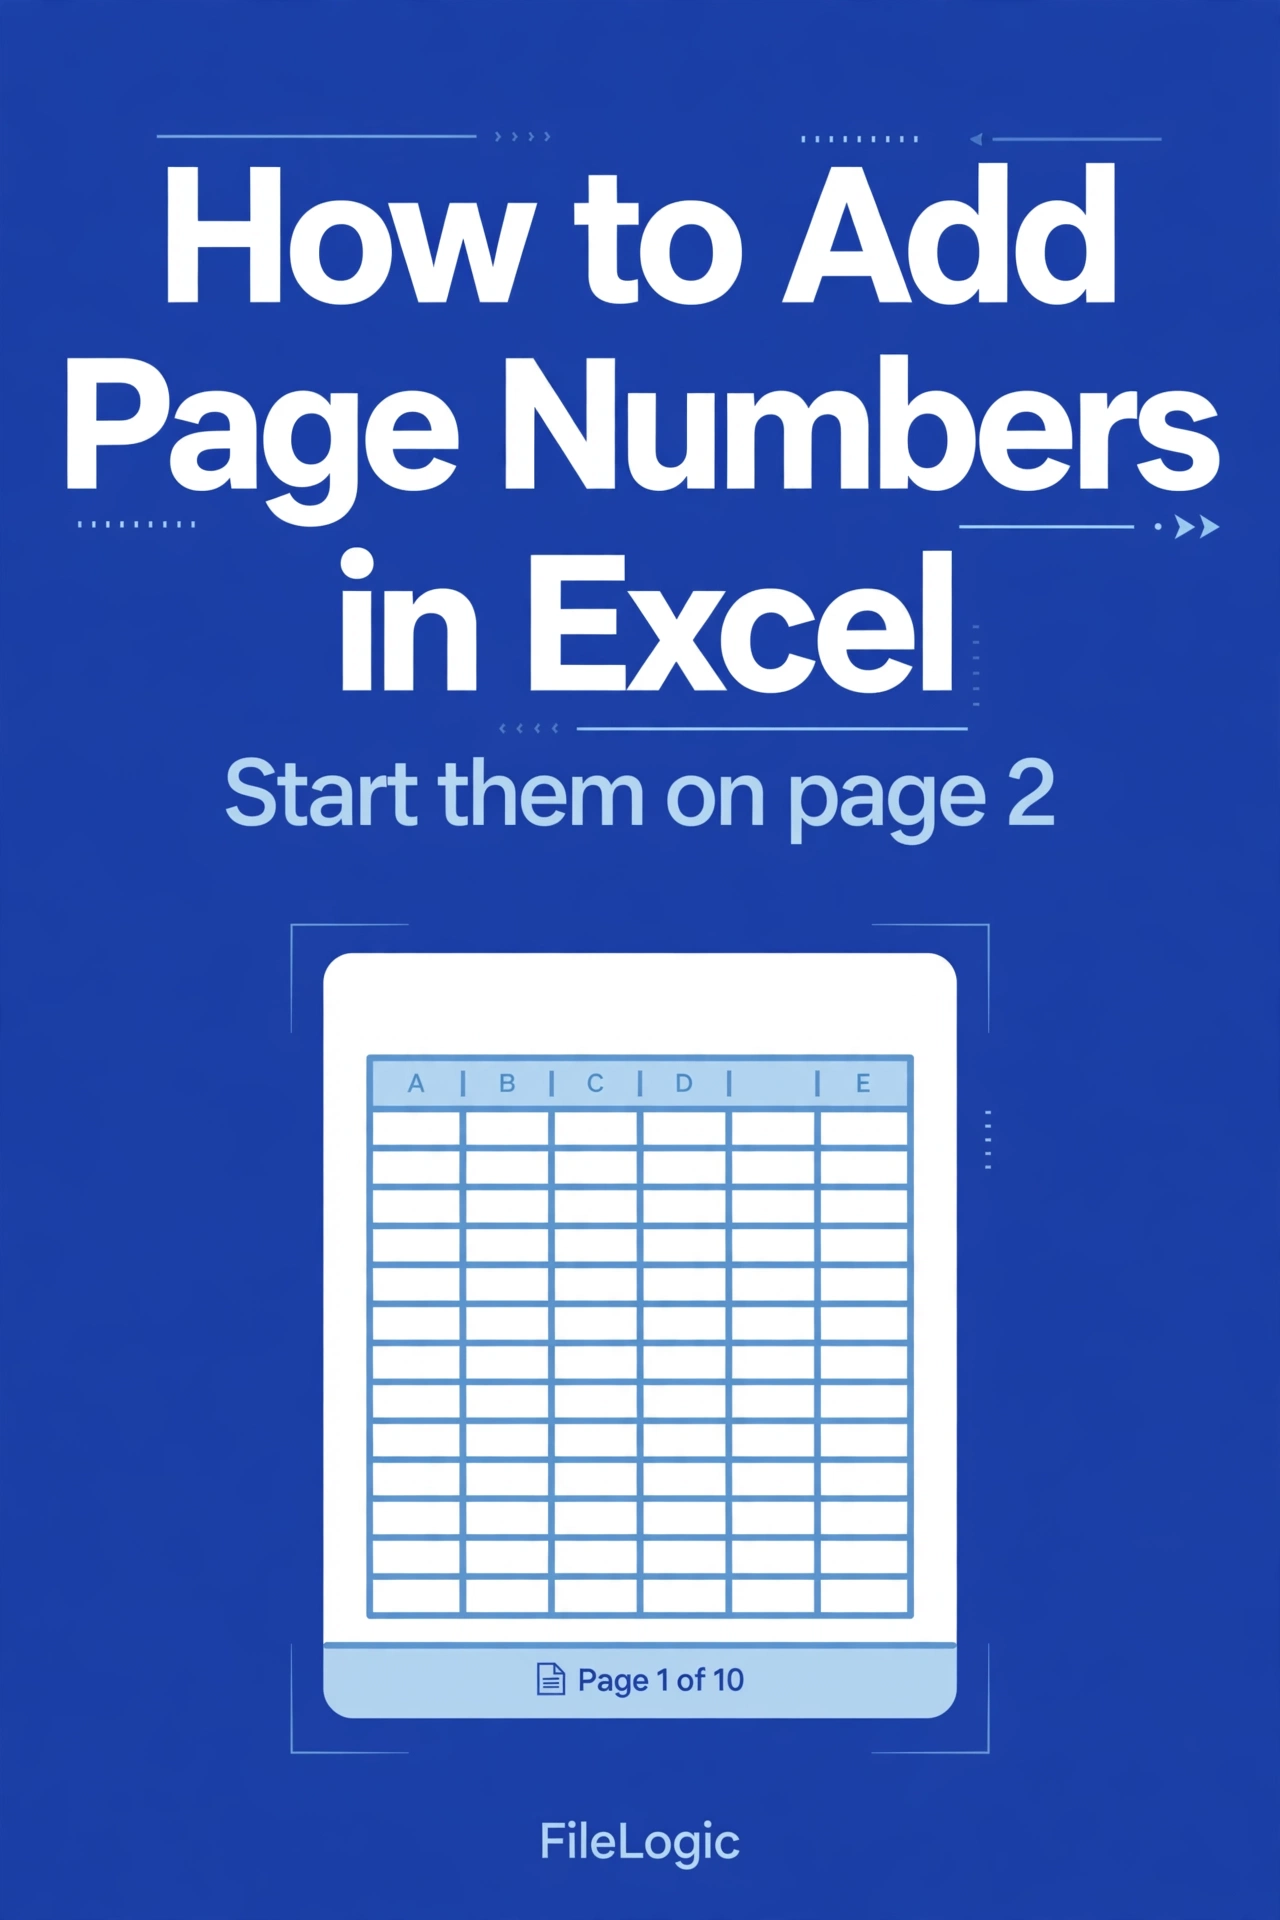 How to Add
Page Numbers
in Excel
Start them on page 2
A | B | C | D | | E
Page 1 of 10
FileLogic